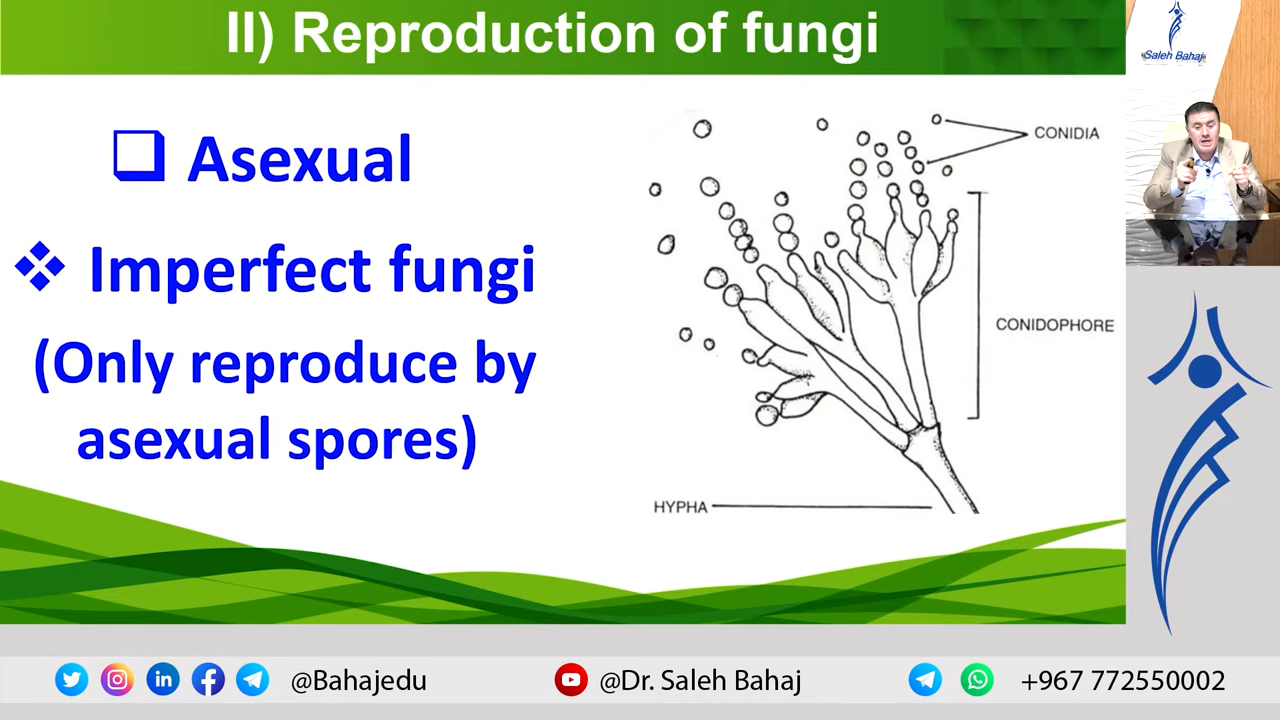 II) Reproduction of fungi
Saleh Bahaj
❑ Asexual
❖ Imperfect fungi
(Only reproduce by
asexual spores)
CONIDIA
CONIDOPHORE
HYPHA
@Bahajedu
@Dr. Saleh Bahaj
+967 772550002